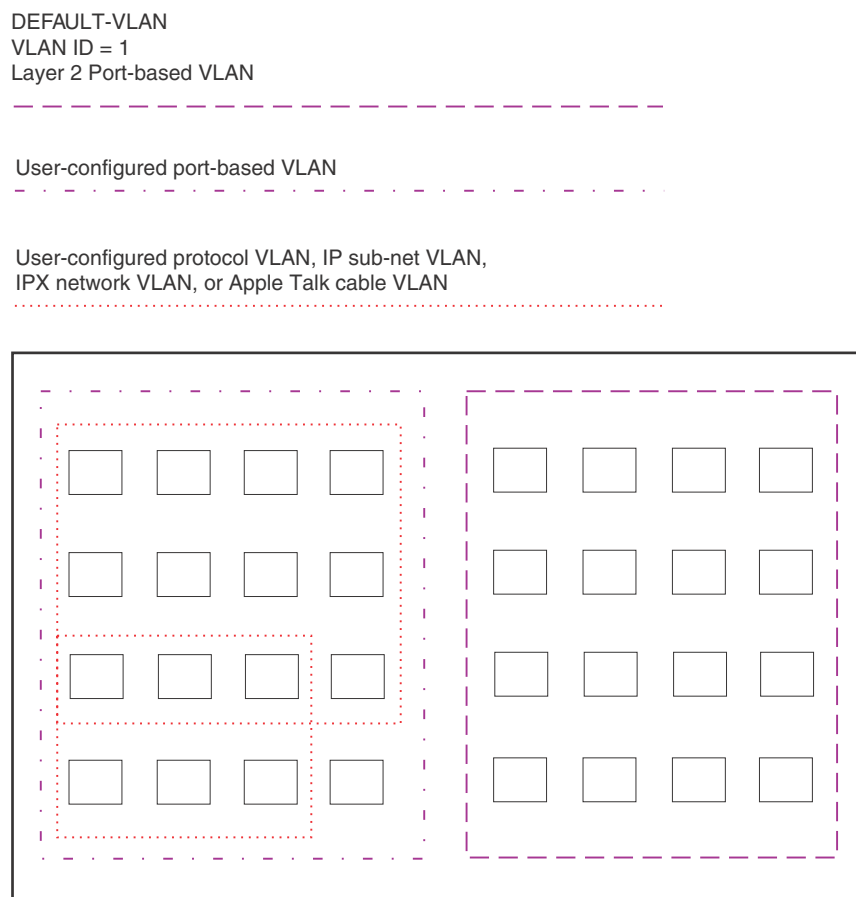 DEFAULT-VLAN
VLAN ID = 1
Layer 2 Port-based VLAN
User-configured port-based VLAN
User-configured protocol VLAN, IP sub-net VLAN,
IPX network VLAN, or Apple Talk cable VLAN